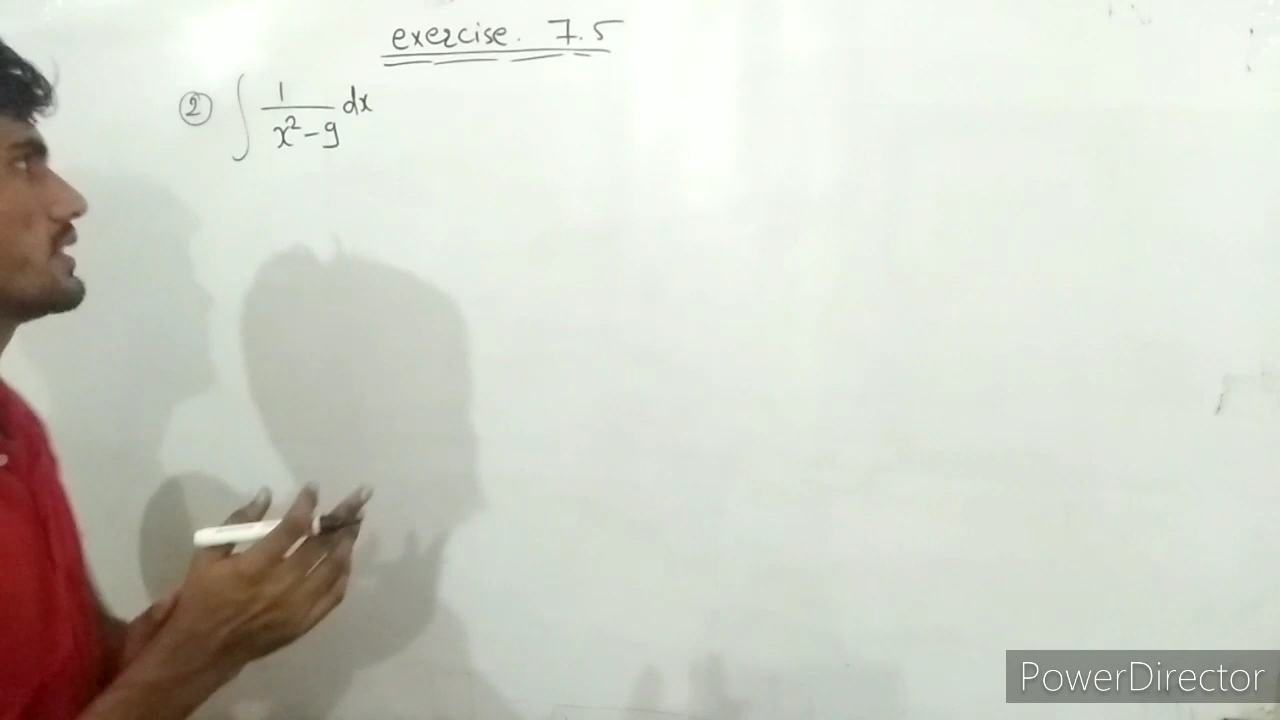 exercise. 7.5
② ∫ 1/(x²-9) dx
PowerDirector